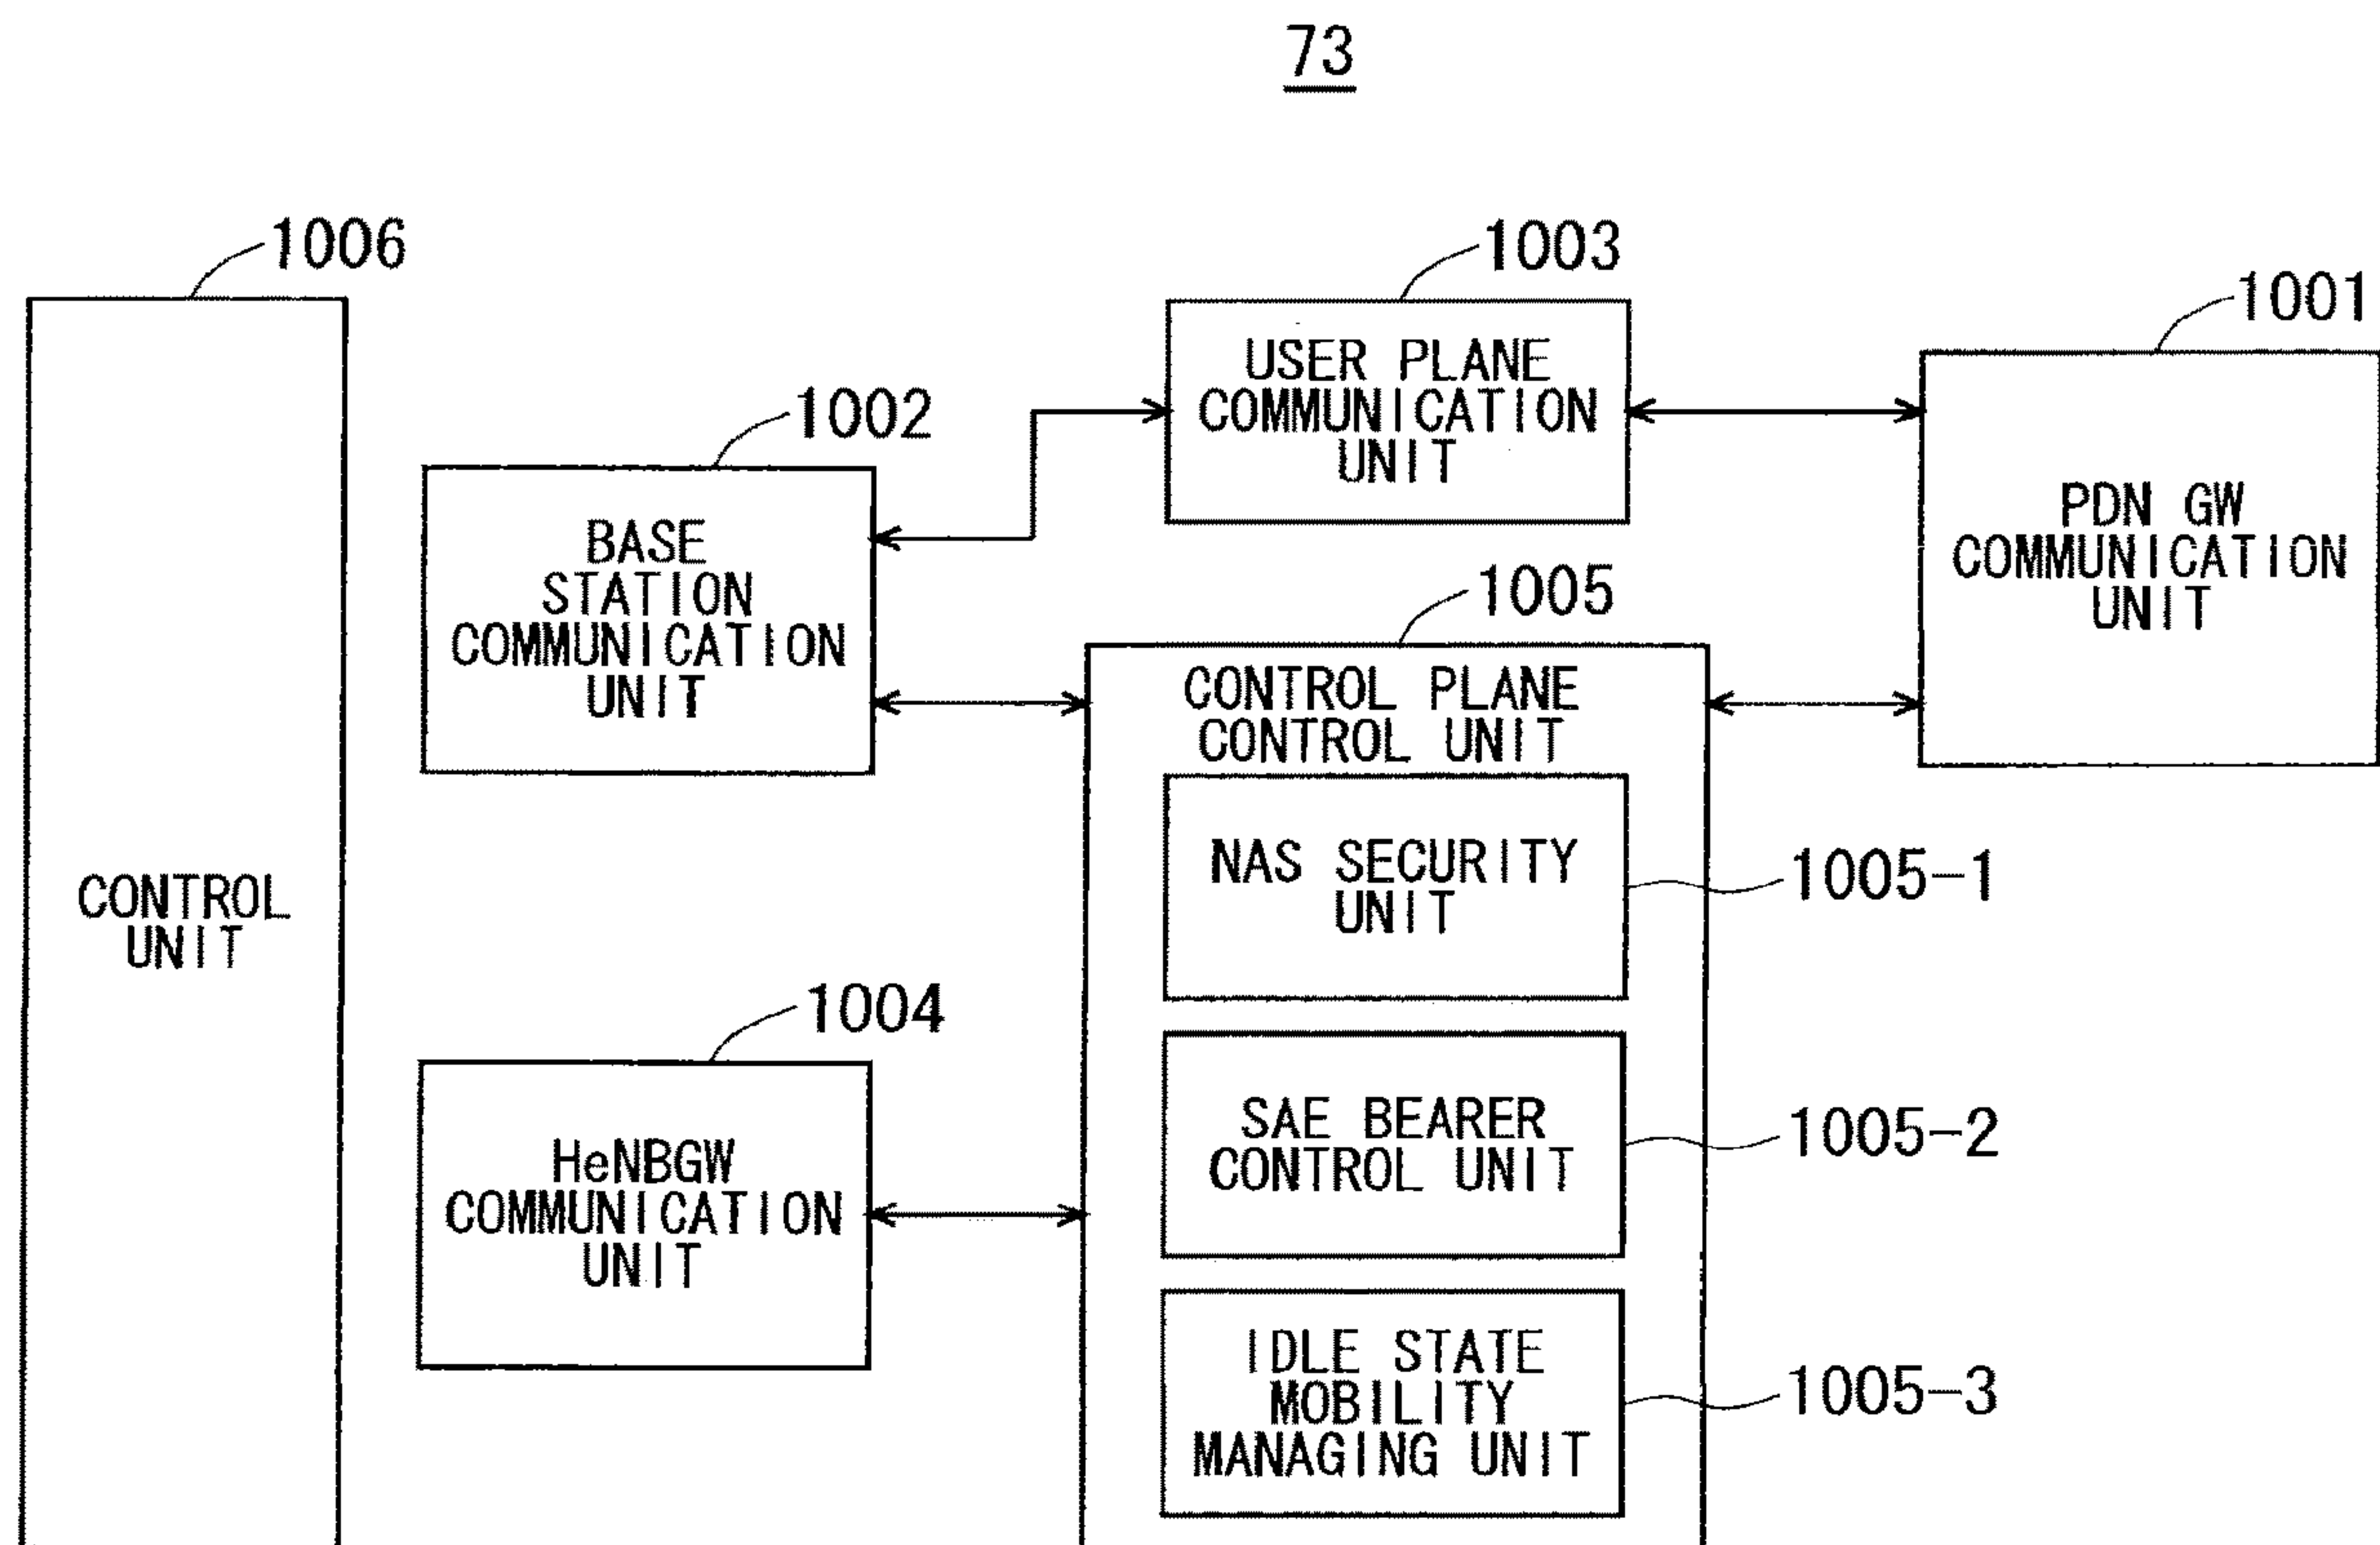 73
1006
1003
1001
1002
USER PLANE
COMMUNICATION
UNIT
PDN GW
COMMUNICATION
UNIT
BASE
STATION
COMMUNICATION
UNIT
1005
CONTROL PLANE
CONTROL UNIT
NAS SECURITY
UNIT
1005-1
CONTROL
UNIT
1004
SAE BEARER
CONTROL UNIT
1005-2
HeNBGW
COMMUNICATION
UNIT
IDLE STATE
MOBILITY
MANAGING UNIT
1005-3